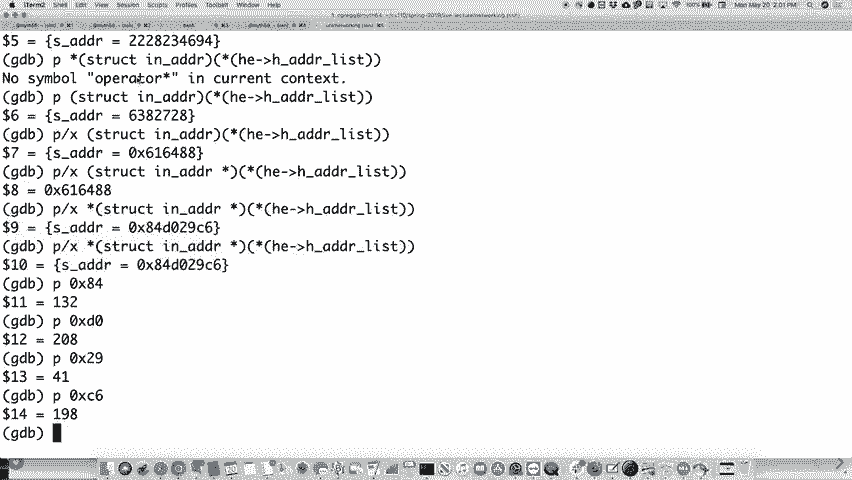 iTerm2 Shell Edit View Session Scripts Profiles Toolbelt Window Help Mon May 20 2:01 PM
$5 = {s_addr = 2228234694}
(gdb) p *(struct in_addr)(*(he->h_addr_list))
No symbol "operator*" in current context.
(gdb) p (struct in_addr)(*(he->h_addr_list))
$6 = {s_addr = 6382728}
(gdb) p/x (struct in_addr)(*(he->h_addr_list))
$7 = {s_addr = 0x616488}
(gdb) p/x (struct in_addr *)(*(he->h_addr_list))
$8 = 0x616488
(gdb) p/x *(struct in_addr *)(*(he->h_addr_list))
$9 = {s_addr = 0x84d029c6}
(gdb) p/x *(struct in_addr *)(*(he->h_addr_list))
$10 = {s_addr = 0x84d029c6}
(gdb) p 0x84
$11 = 132
(gdb) p 0xd0
$12 = 208
(gdb) p 0x29
$13 = 41
(gdb) p 0xc6
$14 = 198
(gdb)